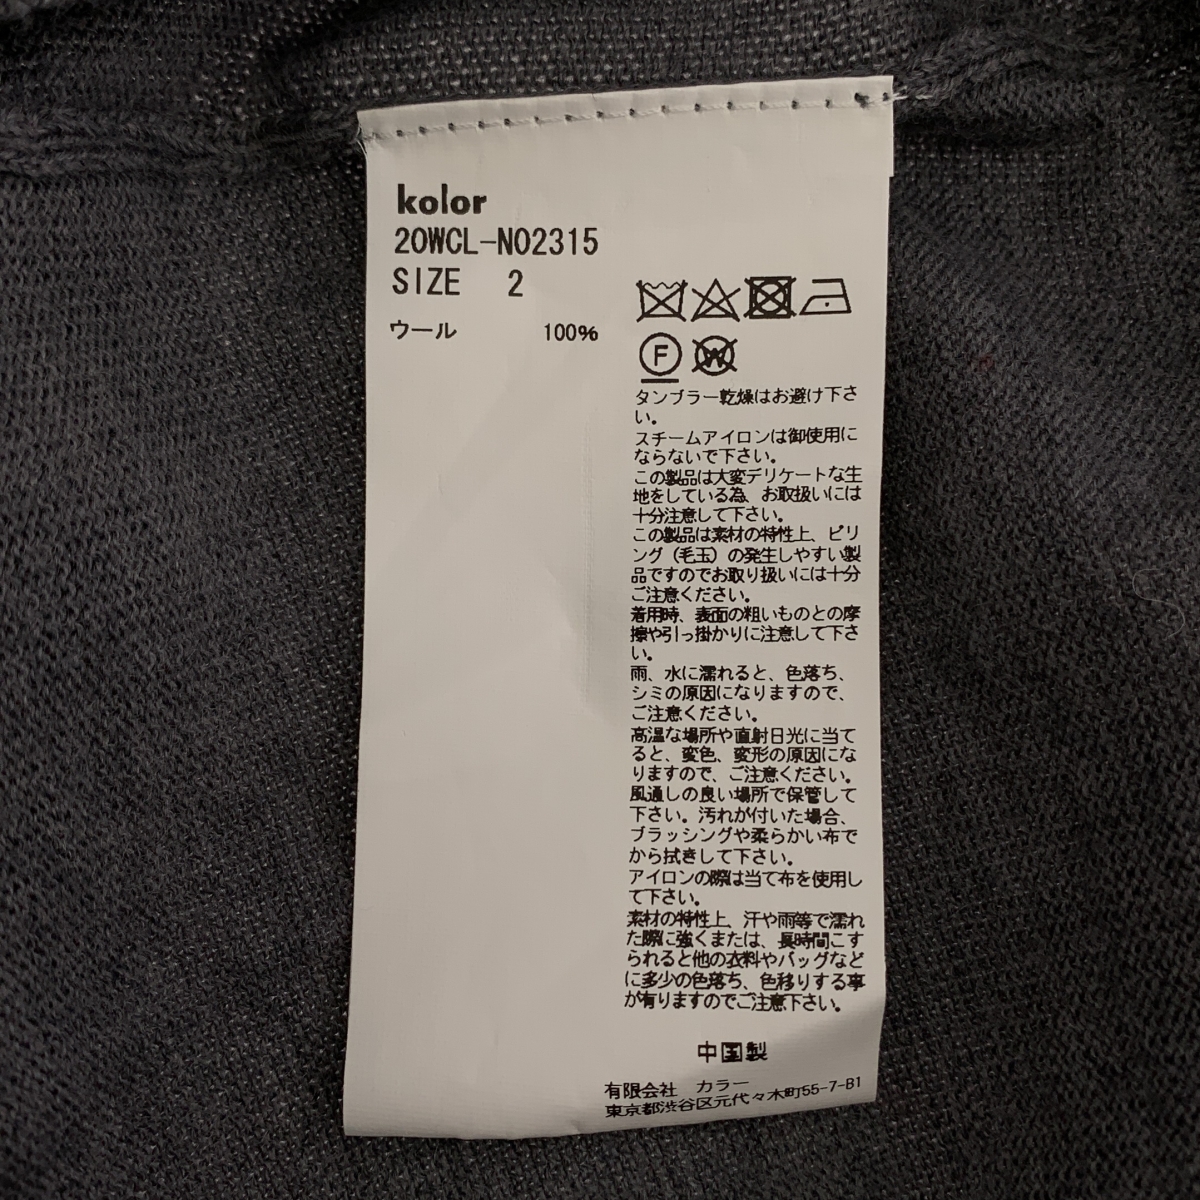 kolor
20WCL-N02315
SIZE 2
ウール 100%
F
W
タンブラー乾燥はお避け下さ
い。
スチームアイロンは御使用に
ならないで下さい。
この製品は大変デリケートな生
地をしている為、お取扱いには
十分注意して下さい。
この製品は素材の特性上、ピリ
ング（毛玉）の発生しやすい製
品ですのでお取り扱いには十分
ご注意ください。
着用時、表面の粗いものとの摩
擦や引っ掛かりに注意して下さ
い。
雨、水に濡れると、色落ち、
シミの原因になりますので、
ご注意ください。
高温な場所や直射日光に当て
ると、変色、変形の原因にな
りますので、ご注意ください。
風通しの良い場所で保管して
下さい。汚れが付いた場合、
ブラッシングや柔らかい布で
から拭きして下さい。
アイロンの際は当て布を使用し
て下さい。
素材の特性上、汗や雨等で濡れ
た際に強くまたは、長時間こす
られると他の衣料やバッグなど
に多少の色落ち、色移りする事
が有りますのでご注意下さい。
中国製
有限会社 カラー
東京都渋谷区元代々木町55-7-B1